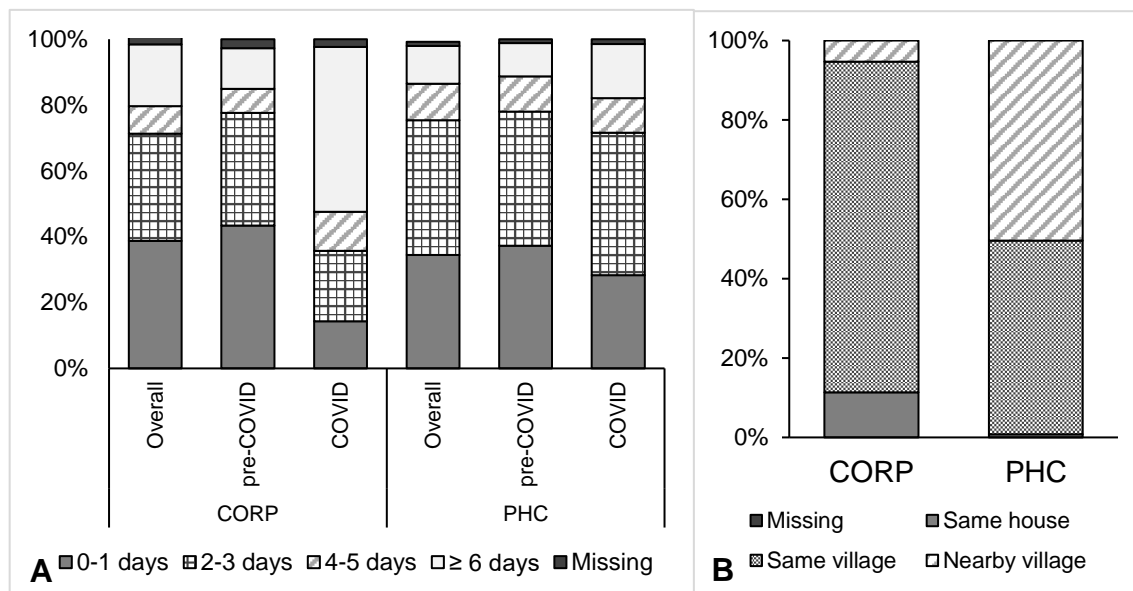 100%
80%
60%
40%
20%
0%
Overall
pre-COVID
COVID
Overall
pre-COVID
COVID
CORP
PHC
A 0-1 days 2-3 days 4-5 days ≥ 6 days Missing
100%
80%
60%
40%
20%
0%
CORP PHC
Missing Same house
Same village Nearby village
B